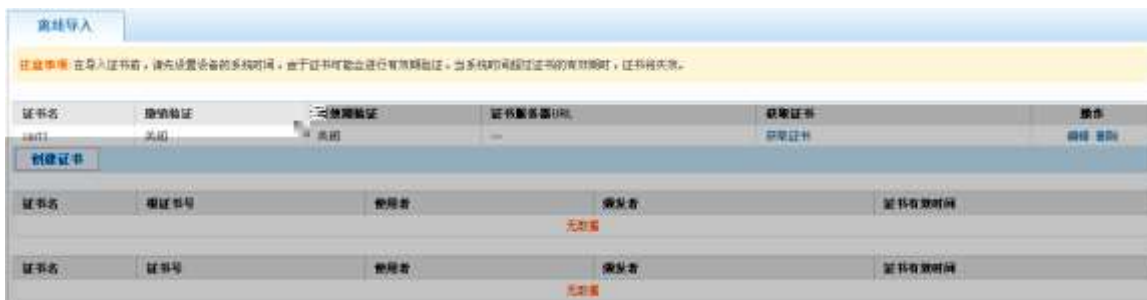 离线导入
注意事项:在导入证书前，请先设置设备的系统时间，由于证书可能会进行有效期验证，当系统时间超过证书的有效期时，证书将失效。
证书名 撤销验证 有效期验证 证书服务器URL 获取证书 操作
cert1 关闭 关闭 --- 获取证书 编辑 删除
创建证书
证书名 根证书号 使用者 颁发者 证书有效时间
无数据
证书名 证书号 使用者 颁发者 证书有效时间
无数据